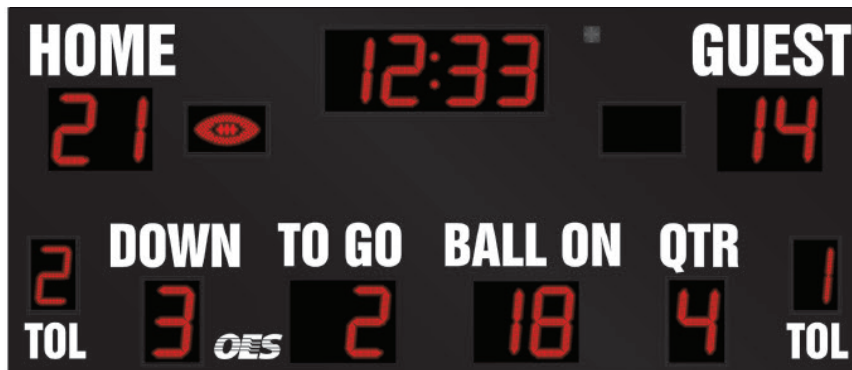 HOME 12:33 GUEST
21 14
DOWN TO GO BALL ON QTR
2 3 OES 2 18 4 1
TOL TOL